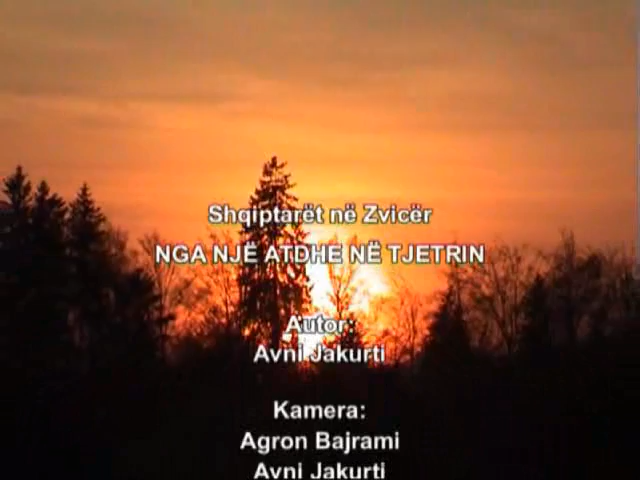 Shqiptarët në Zvicër
NGA NJË ATDHE NË TJETRIN
Autor:
Avni Jakurti
Kamera:
Agron Bajrami
Avni Jakurti